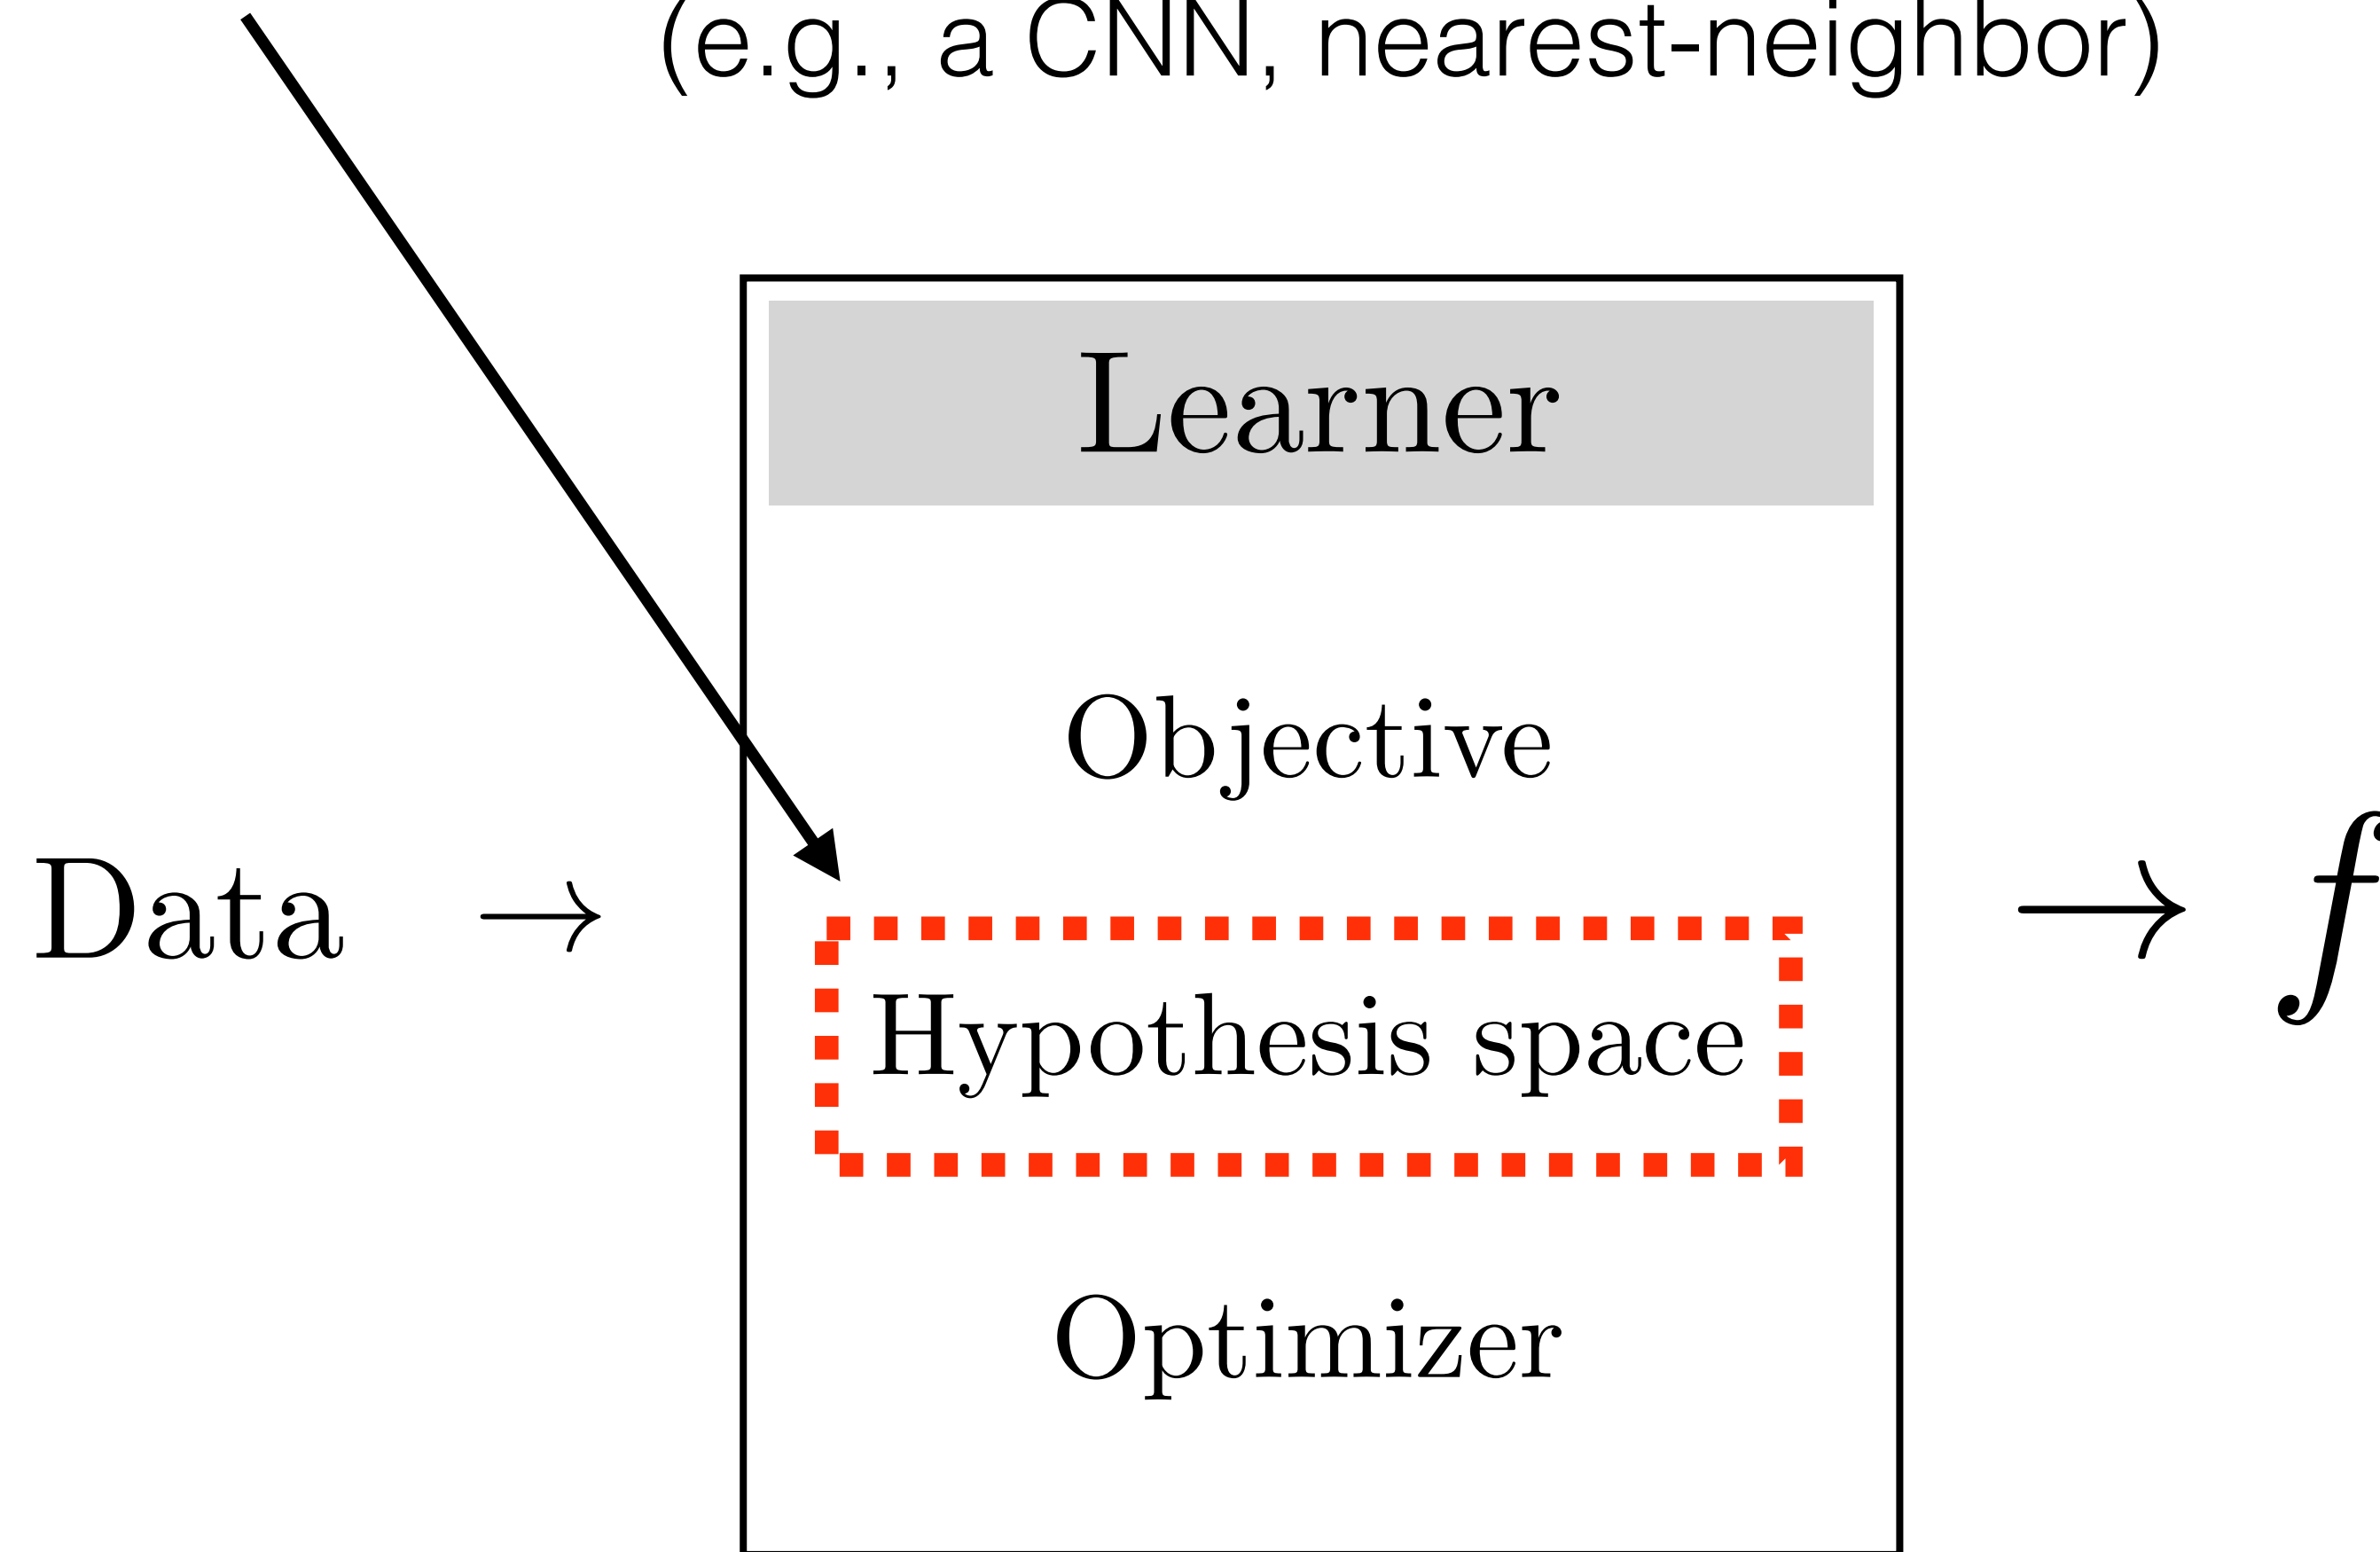 (e.g., a CNN, nearest-neighbor)
Learner
Objective
Data → → f
Hypothesis space
Optimizer